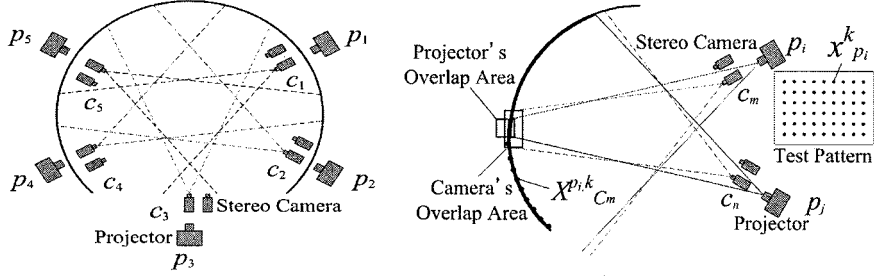 p5
p1
c1
c5
p4
c4
c2
p2
c3
Stereo Camera
Projector
p3
Projector's
Overlap Area
Stereo Camera
pi
x^k_pi
cm
Test Pattern
Camera's
Overlap Area
X^{pi,k}_Cm
cn
Projector
pj